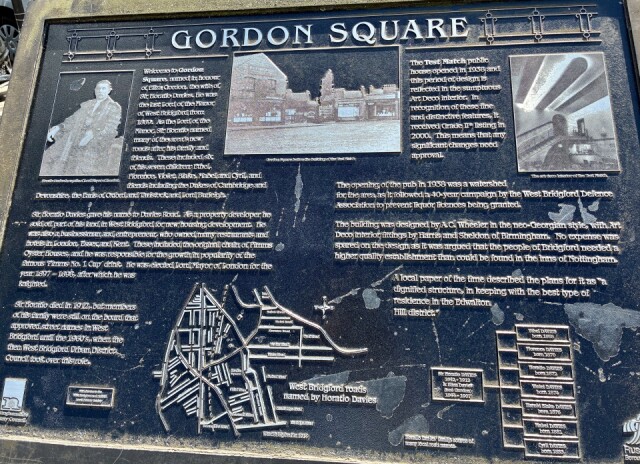 GORDON SQUARE
Welcome to Gordon
Square, named in honour
of Ellen Gordon, the wife of
Sir Horatio Davies. He was
the last Lord of the Manor
of West Bridgford, from
As the Lord of the
Manor, Sir Horatio named
many of the area's new
roads after his family and
friends. These included six
of his seven children: Ethel,
Florence, Violet, Blake, Mabel and Cyril, and
friends including the Dukes of Cambridge and
Devonshire, the Earls of Oxford, and Tavistock, and Lord Burleigh.
Sir Horatio Davies gave his name to Davies Road. As a property developer he
sold off part of his land in West Bridgford for new housing development. He
was also a businessman, and entrepreneur, who owned many restaurants and
hotels in London, Essex, and Kent. These included the original chain of Pimms
Oyster houses, and he was responsible for the growth in popularity of the
famous 'Pimms No. 1 Cup' drink. He was elected Lord Mayor of London for the
year 1897 - 1898, after which he was
knighted.
Sir Horatio died in 1912, but members
of his family were still on the board that
approved street names in West
Bridgford until the 1960's, when the
then West Bridgford Urban District
Council took over this role.
The Test Match public
house opened in 1938 and
this period of design is
reflected in the sumptuous
Art Deco interior. In
recognition of these fine
and distinctive features, it
received Grade II* listing in
2000. This means that any
significant changes need
approval.
The opening of the pub in 1938 was a watershed
for the area, as it followed a 40-year campaign by the West Bridgford Defence
Association to prevent liquor licences being granted.
The building was designed by A.C. Wheeler in the neo-Georgian style, with Art
Deco interior fittings by Harris and Sheldon of Birmingham. No expense was
spared on the design as it was argued that the people of Bridgford needed a
higher quality establishment than could be found in the inns of Nottingham.
A local paper of the time described the plans for it as "a
dignified structure, in keeping with the best type of
residence in the Edwalton
Hill district."
West Bridgford roads
named by Horatio Davies